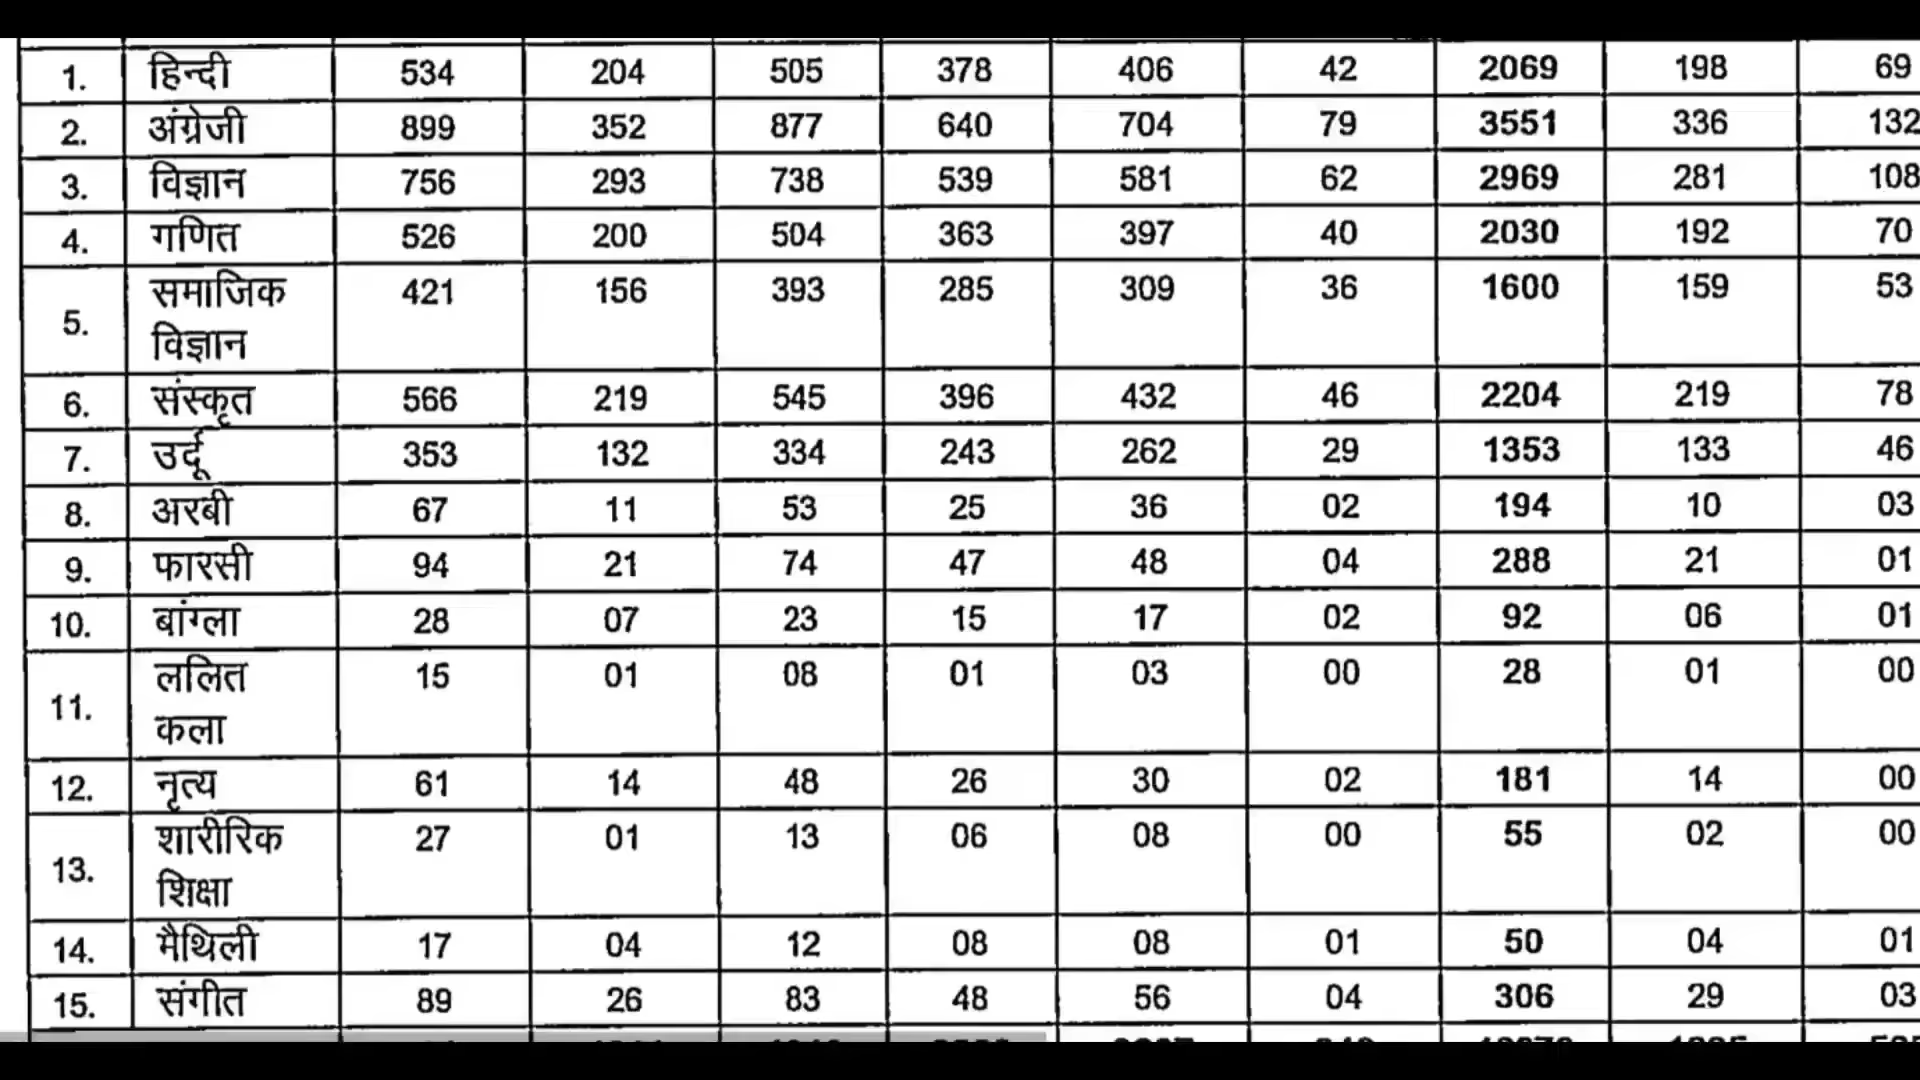 1. हिन्दी 534 204 505 378 406 42 2069 198 69
2. अंग्रेजी 899 352 877 640 704 79 3551 336 132
3. विज्ञान 756 293 738 539 581 62 2969 281 108
4. गणित 526 200 504 363 397 40 2030 192 70
5. समाजिक विज्ञान 421 156 393 285 309 36 1600 159 53
6. संस्कृत 566 219 545 396 432 46 2204 219 78
7. उर्दू 353 132 334 243 262 29 1353 133 46
8. अरबी 67 11 53 25 36 02 194 10 03
9. फारसी 94 21 74 47 48 04 288 21 01
10. बांग्ला 28 07 23 15 17 02 92 06 01
11. ललित कला 15 01 08 01 03 00 28 01 00
12. नृत्य 61 14 48 26 30 02 181 14 00
13. शारीरिक शिक्षा 27 01 13 06 08 00 55 02 00
14. मैथिली 17 04 12 08 08 01 50 04 01
15. संगीत 89 26 83 48 56 04 306 29 03